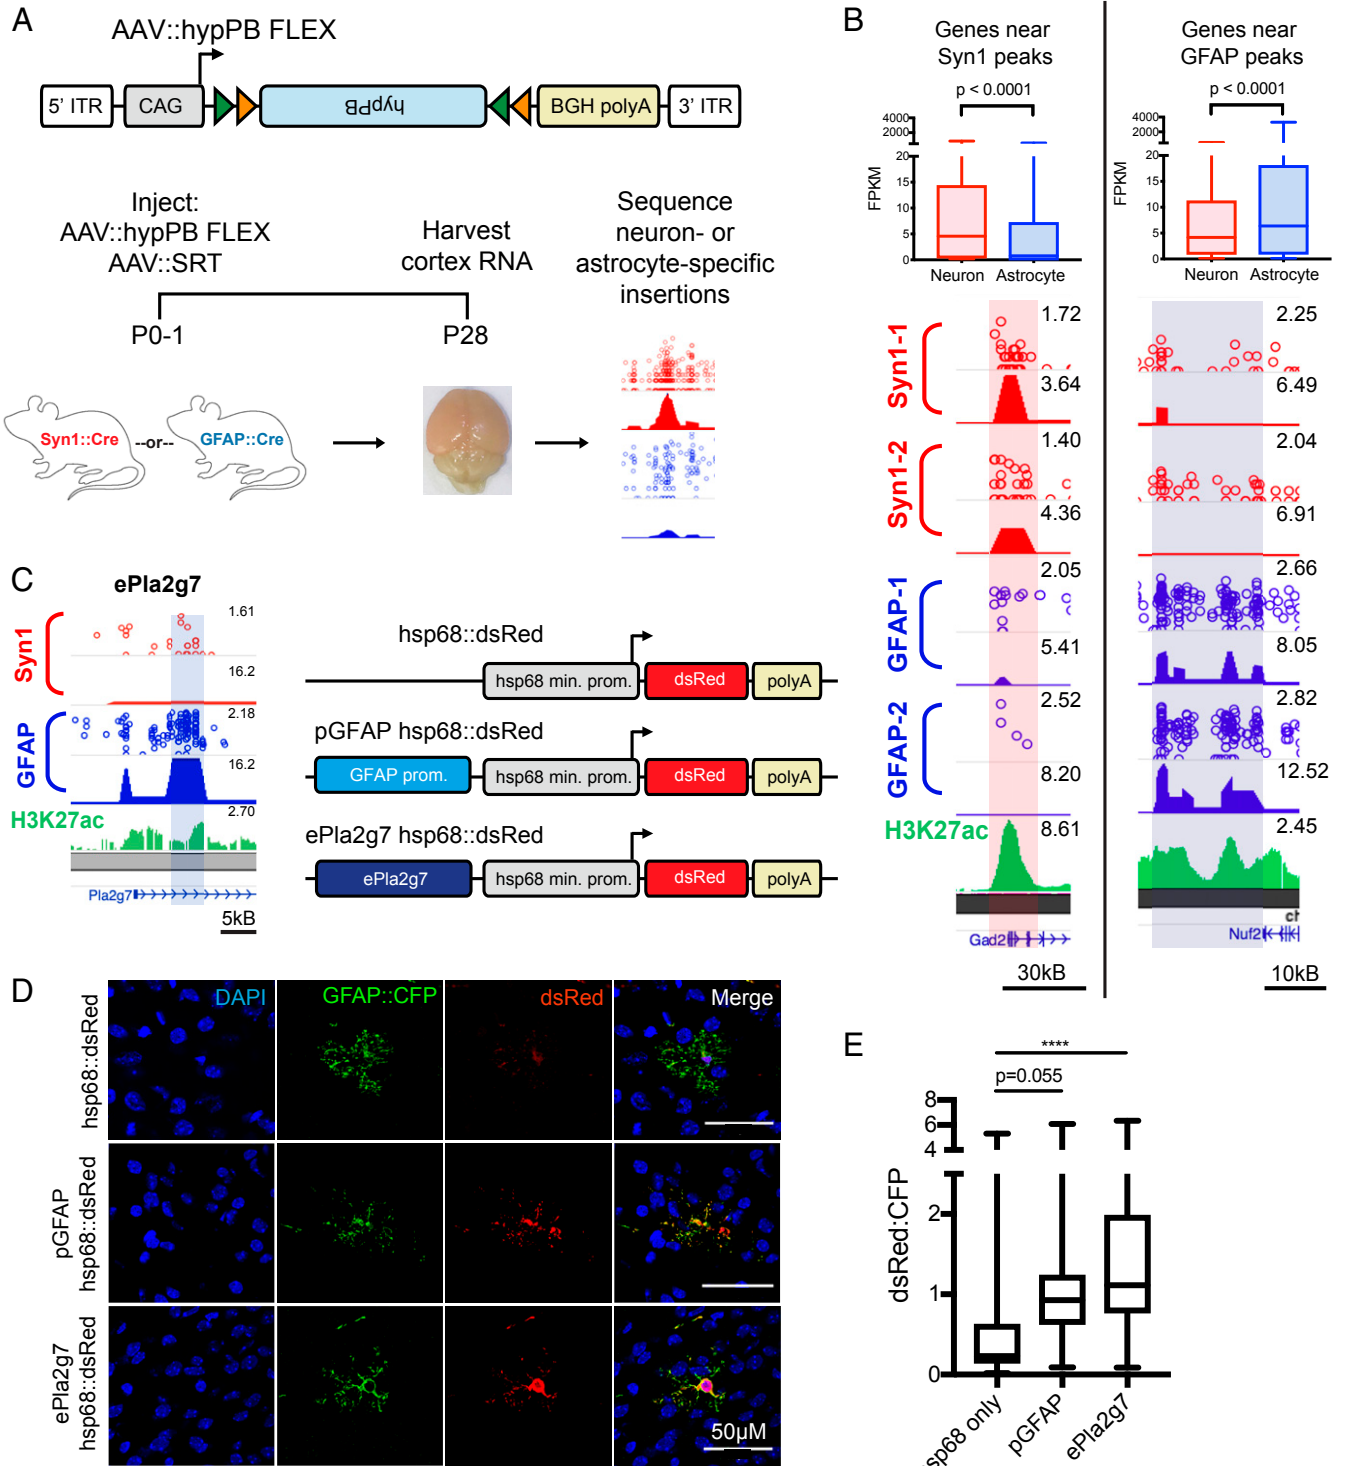 A
AAV::hypPB FLEX
5' ITR
CAG
hypPB
BGH polyA
3' ITR
Inject:
AAV::hypPB FLEX
AAV::SRT
Harvest
cortex RNA
Sequence
neuron- or
astrocyte-specific
insertions
P0-1
P28
Syn1::Cre
--or--
GFAP::Cre
B
Genes near
Syn1 peaks
p < 0.0001
4000
2000
20
15
10
5
0
FPKM
Neuron Astrocyte
Genes near
GFAP peaks
p < 0.0001
4000
2000
20
15
10
5
0
FPKM
Neuron Astrocyte
Syn1-1
1.72
3.64
Syn1-2
1.40
4.36
GFAP-1
2.05
5.41
GFAP-2
2.52
8.20
H3K27ac
8.61
Gad2
30kB
2.25
6.49
2.04
6.91
2.66
8.05
2.82
12.52
2.45
ch
Nuf2
10kB
C
ePla2g7
Syn1
1.61
16.2
GFAP
2.18
16.2
H3K27ac
2.70
Pla2g7
5kB
hsp68::dsRed
hsp68 min. prom.
dsRed
polyA
pGFAP hsp68::dsRed
GFAP prom.
hsp68 min. prom.
dsRed
polyA
ePla2g7 hsp68::dsRed
ePla2g7
hsp68 min. prom.
dsRed
polyA
D
DAPI
GFAP::CFP
dsRed
Merge
hsp68::dsRed
pGFAP
hsp68::dsRed
ePla2g7
hsp68::dsRed
50µM
E
****
p=0.055
8
6
4
2
1
0
dsRed:CFP
sp68 only
pGFAP
ePla2g7